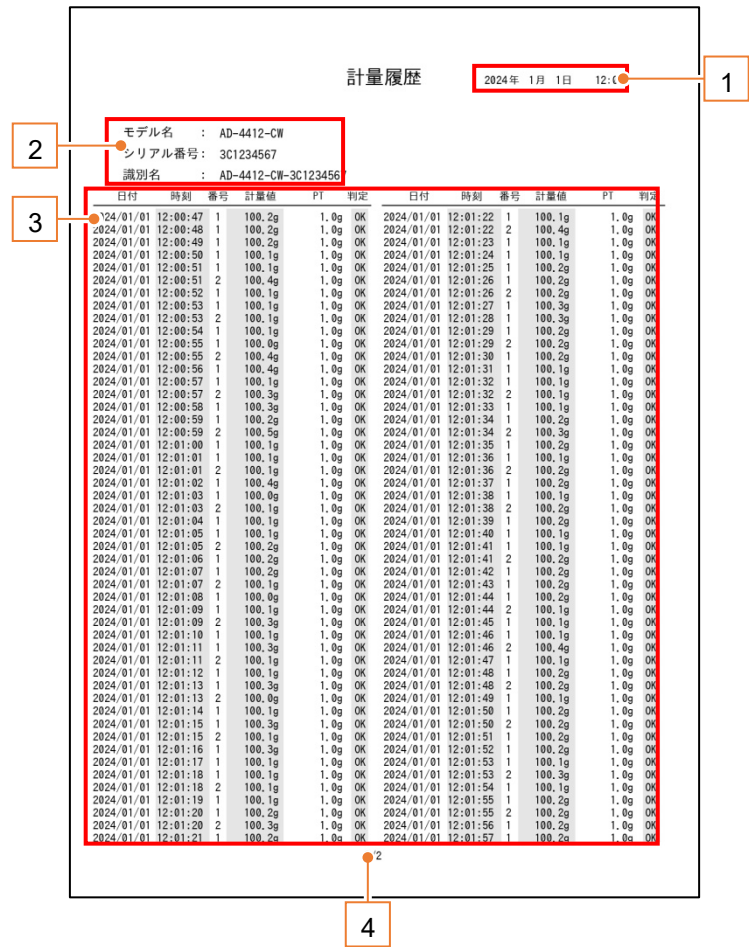 計量履歴
2024年 1月 1日 12:0
1
2
モデル名 : AD-4412-CW
シリアル番号: 3C1234567
識別名 : AD-4412-CW-3C1234567
3
日付 時刻 番号 計量値 PT 判定 日付 時刻 番号 計量値 PT 判定
024/01/01 12:00:47 1 100.2g 1.0g OK 2024/01/01 12:01:22 1 100.1g 1.0g OK
2024/01/01 12:00:48 1 100.2g 1.0g OK 2024/01/01 12:01:22 2 100.4g 1.0g OK
2024/01/01 12:00:49 1 100.2g 1.0g OK 2024/01/01 12:01:23 1 100.1g 1.0g OK
2024/01/01 12:00:50 1 100.1g 1.0g OK 2024/01/01 12:01:24 1 100.1g 1.0g OK
2024/01/01 12:00:51 1 100.1g 1.0g OK 2024/01/01 12:01:25 1 100.2g 1.0g OK
2024/01/01 12:00:51 2 100.4g 1.0g OK 2024/01/01 12:01:26 1 100.2g 1.0g OK
2024/01/01 12:00:52 1 100.1g 1.0g OK 2024/01/01 12:01:26 2 100.2g 1.0g OK
2024/01/01 12:00:53 1 100.1g 1.0g OK 2024/01/01 12:01:27 1 100.3g 1.0g OK
2024/01/01 12:00:53 2 100.1g 1.0g OK 2024/01/01 12:01:28 1 100.3g 1.0g OK
2024/01/01 12:00:54 1 100.1g 1.0g OK 2024/01/01 12:01:29 1 100.2g 1.0g OK
2024/01/01 12:00:55 1 100.0g 1.0g OK 2024/01/01 12:01:29 2 100.2g 1.0g OK
2024/01/01 12:00:55 2 100.4g 1.0g OK 2024/01/01 12:01:30 1 100.2g 1.0g OK
2024/01/01 12:00:56 1 100.4g 1.0g OK 2024/01/01 12:01:31 1 100.1g 1.0g OK
2024/01/01 12:00:57 1 100.1g 1.0g OK 2024/01/01 12:01:32 1 100.1g 1.0g OK
2024/01/01 12:00:57 2 100.3g 1.0g OK 2024/01/01 12:01:32 2 100.1g 1.0g OK
2024/01/01 12:00:58 1 100.3g 1.0g OK 2024/01/01 12:01:33 1 100.1g 1.0g OK
2024/01/01 12:00:59 1 100.2g 1.0g OK 2024/01/01 12:01:34 1 100.2g 1.0g OK
2024/01/01 12:00:59 2 100.5g 1.0g OK 2024/01/01 12:01:34 2 100.3g 1.0g OK
2024/01/01 12:01:00 1 100.1g 1.0g OK 2024/01/01 12:01:35 1 100.2g 1.0g OK
2024/01/01 12:01:01 1 100.1g 1.0g OK 2024/01/01 12:01:36 1 100.1g 1.0g OK
2024/01/01 12:01:01 2 100.1g 1.0g OK 2024/01/01 12:01:36 2 100.2g 1.0g OK
2024/01/01 12:01:02 1 100.4g 1.0g OK 2024/01/01 12:01:37 1 100.2g 1.0g OK
2024/01/01 12:01:03 1 100.0g 1.0g OK 2024/01/01 12:01:38 1 100.1g 1.0g OK
2024/01/01 12:01:03 2 100.1g 1.0g OK 2024/01/01 12:01:38 2 100.2g 1.0g OK
2024/01/01 12:01:04 1 100.1g 1.0g OK 2024/01/01 12:01:39 1 100.2g 1.0g OK
2024/01/01 12:01:05 1 100.1g 1.0g OK 2024/01/01 12:01:40 1 100.1g 1.0g OK
2024/01/01 12:01:05 2 100.2g 1.0g OK 2024/01/01 12:01:41 1 100.1g 1.0g OK
2024/01/01 12:01:06 1 100.2g 1.0g OK 2024/01/01 12:01:41 2 100.2g 1.0g OK
2024/01/01 12:01:07 1 100.2g 1.0g OK 2024/01/01 12:01:42 1 100.2g 1.0g OK
2024/01/01 12:01:07 2 100.1g 1.0g OK 2024/01/01 12:01:43 1 100.2g 1.0g OK
2024/01/01 12:01:08 1 100.0g 1.0g OK 2024/01/01 12:01:44 1 100.2g 1.0g OK
2024/01/01 12:01:09 1 100.1g 1.0g OK 2024/01/01 12:01:44 2 100.1g 1.0g OK
2024/01/01 12:01:09 2 100.3g 1.0g OK 2024/01/01 12:01:45 1 100.1g 1.0g OK
2024/01/01 12:01:10 1 100.1g 1.0g OK 2024/01/01 12:01:46 1 100.1g 1.0g OK
2024/01/01 12:01:11 1 100.3g 1.0g OK 2024/01/01 12:01:46 2 100.4g 1.0g OK
2024/01/01 12:01:11 2 100.1g 1.0g OK 2024/01/01 12:01:47 1 100.1g 1.0g OK
2024/01/01 12:01:12 1 100.1g 1.0g OK 2024/01/01 12:01:48 1 100.2g 1.0g OK
2024/01/01 12:01:13 1 100.3g 1.0g OK 2024/01/01 12:01:48 2 100.2g 1.0g OK
2024/01/01 12:01:13 2 100.0g 1.0g OK 2024/01/01 12:01:49 1 100.1g 1.0g OK
2024/01/01 12:01:14 1 100.1g 1.0g OK 2024/01/01 12:01:50 1 100.2g 1.0g OK
2024/01/01 12:01:15 1 100.3g 1.0g OK 2024/01/01 12:01:50 2 100.2g 1.0g OK
2024/01/01 12:01:15 2 100.1g 1.0g OK 2024/01/01 12:01:51 1 100.2g 1.0g OK
2024/01/01 12:01:16 1 100.3g 1.0g OK 2024/01/01 12:01:52 1 100.2g 1.0g OK
2024/01/01 12:01:17 1 100.1g 1.0g OK 2024/01/01 12:01:53 1 100.1g 1.0g OK
2024/01/01 12:01:18 1 100.1g 1.0g OK 2024/01/01 12:01:53 2 100.3g 1.0g OK
2024/01/01 12:01:18 2 100.1g 1.0g OK 2024/01/01 12:01:54 1 100.1g 1.0g OK
2024/01/01 12:01:19 1 100.1g 1.0g OK 2024/01/01 12:01:55 1 100.2g 1.0g OK
2024/01/01 12:01:20 1 100.2g 1.0g OK 2024/01/01 12:01:55 2 100.2g 1.0g OK
2024/01/01 12:01:20 2 100.3g 1.0g OK 2024/01/01 12:01:56 1 100.2g 1.0g OK
2024/01/01 12:01:21 1 100.2g 1.0g OK 2024/01/01 12:01:57 1 100.2g 1.0g OK
/2
4